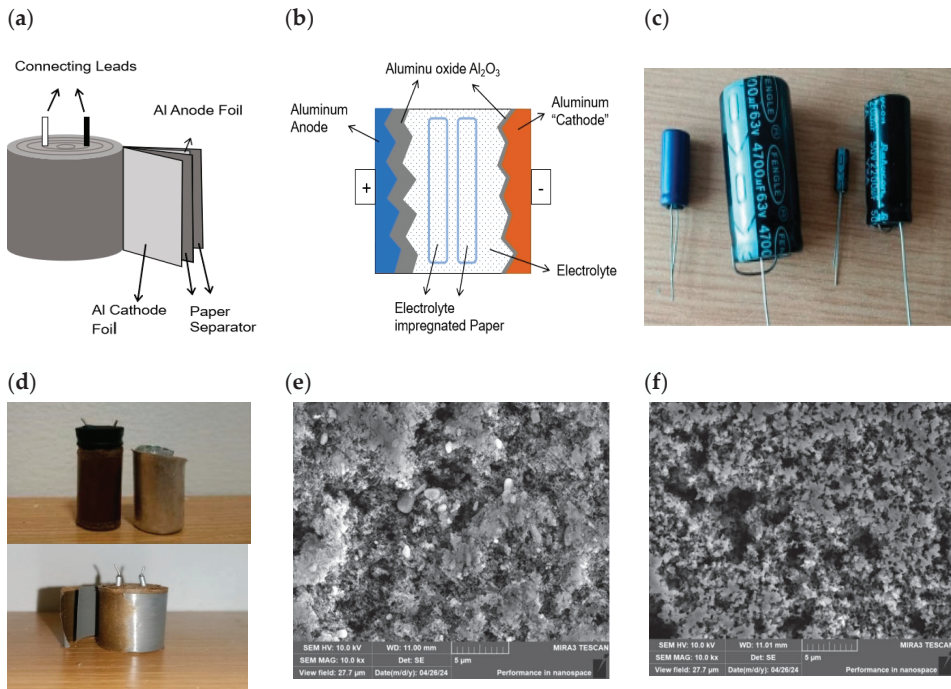 (a)
Connecting Leads
Al Anode Foil
Al Cathode
Foil
Paper
Separator
(b)
Aluminu oxide Al₂O₃
Aluminum
Anode
Aluminum
“Cathode”
+
-
Electrolyte
Electrolyte
impregnated Paper
(c)
00µF63V 4700µF63V 4700
FENGLE
FENGLE
(d)
(e)
SEM HV: 10.0 kV WD: 11.00 mm MIRA3 TESCAN
SEM MAG: 10.0 kx Det: SE 5 µm
View field: 27.7 µm Date(m/d/y): 04/26/24 Performance in nanospace
(f)
SEM HV: 10.0 kV WD: 11.01 mm MIRA3 TESCAN
SEM MAG: 10.0 kx Det: SE 5 µm
View field: 27.7 µm Date(m/d/y): 04/26/24 Performance in nanospace